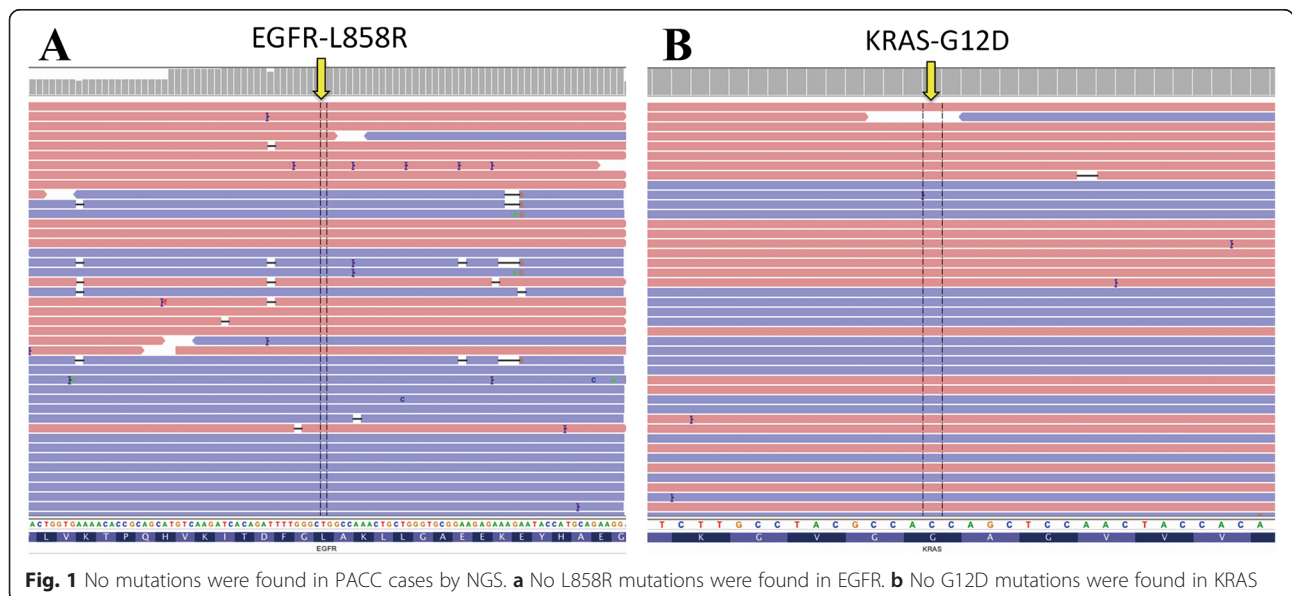 A
EGFR-L858R
ACTGGTGAAAACACCGCAGCATGTCAAGATCACAGATTTTGGGCTGGCCAAACTGCTGGGTGCGGAAGAGAAAGAATACCATGCAGAAGG
L V K T P Q H V K I T D F G L A K L L G A E E K E Y H A E G
EGFR
B
KRAS-G12D
T C T T G C C T A C G C C A C C A G C T C C A A C T A C C A C A
K G V G G A G V V V
KRAS
Fig. 1 No mutations were found in PACC cases by NGS. a No L858R mutations were found in EGFR. b No G12D mutations were found in KRAS